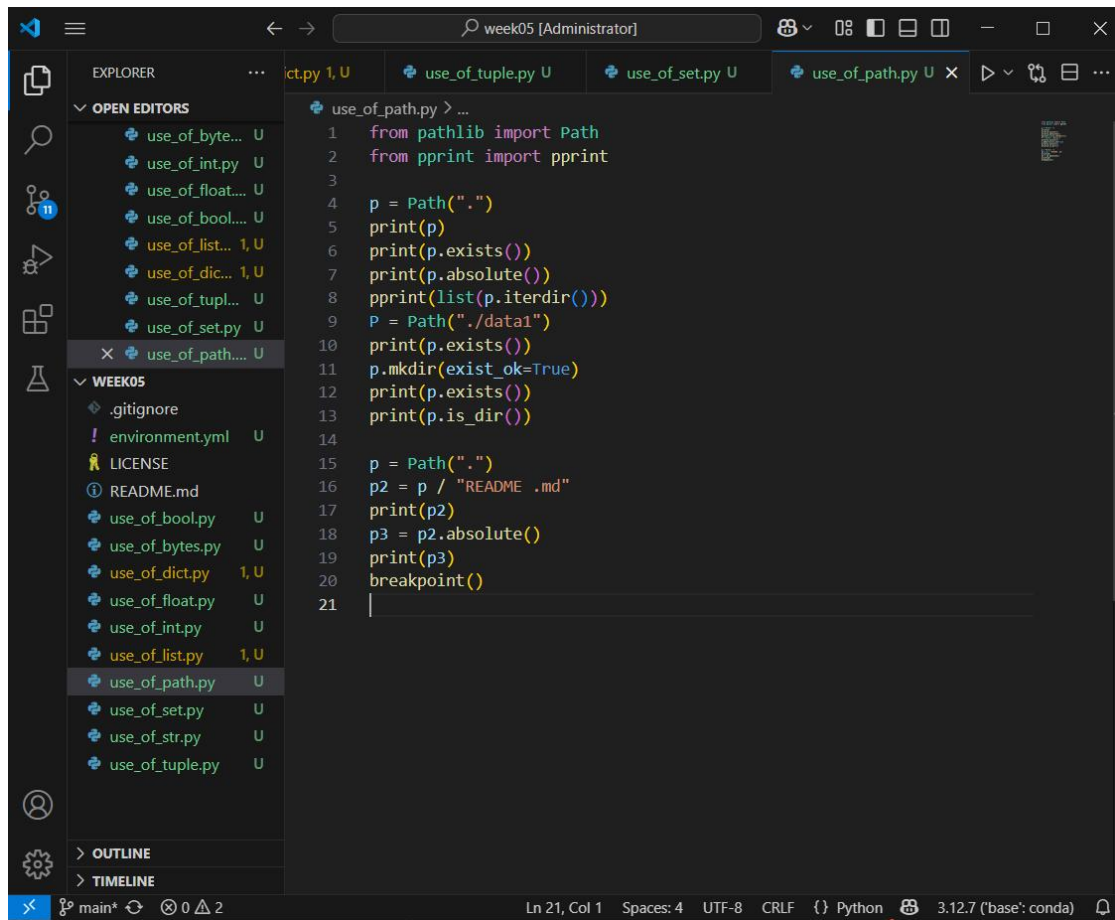 week05 [Administrator]
EXPLORER
ict.py 1, U
use_of_tuple.py U
use_of_set.py U
use_of_path.py U
OPEN EDITORS
use_of_byte... U
use_of_int.py U
use_of_float.... U
use_of_bool.... U
use_of_list... 1, U
use_of_dic... 1, U
use_of_tupl... U
use_of_set.py U
use_of_path.... U
WEEK05
.gitignore
environment.yml U
LICENSE
README.md
use_of_bool.py U
use_of_bytes.py U
use_of_dict.py 1, U
use_of_float.py U
use_of_int.py U
use_of_list.py 1, U
use_of_path.py U
use_of_set.py U
use_of_str.py U
use_of_tuple.py U
OUTLINE
TIMELINE
11
use_of_path.py > ...
1 from pathlib import Path
2 from pprint import pprint
3
4 p = Path(".")
5 print(p)
6 print(p.exists())
7 print(p.absolute())
8 pprint(list(p.iterdir()))
9 P = Path("./data1")
10 print(p.exists())
11 p.mkdir(exist_ok=True)
12 print(p.exists())
13 print(p.is_dir())
14
15 p = Path(".")
16 p2 = p / "README .md"
17 print(p2)
18 p3 = p2.absolute()
19 print(p3)
20 breakpoint()
21
main* 0 2 Ln 21, Col 1 Spaces: 4 UTF-8 CRLF {} Python 3.12.7 ('base': conda)